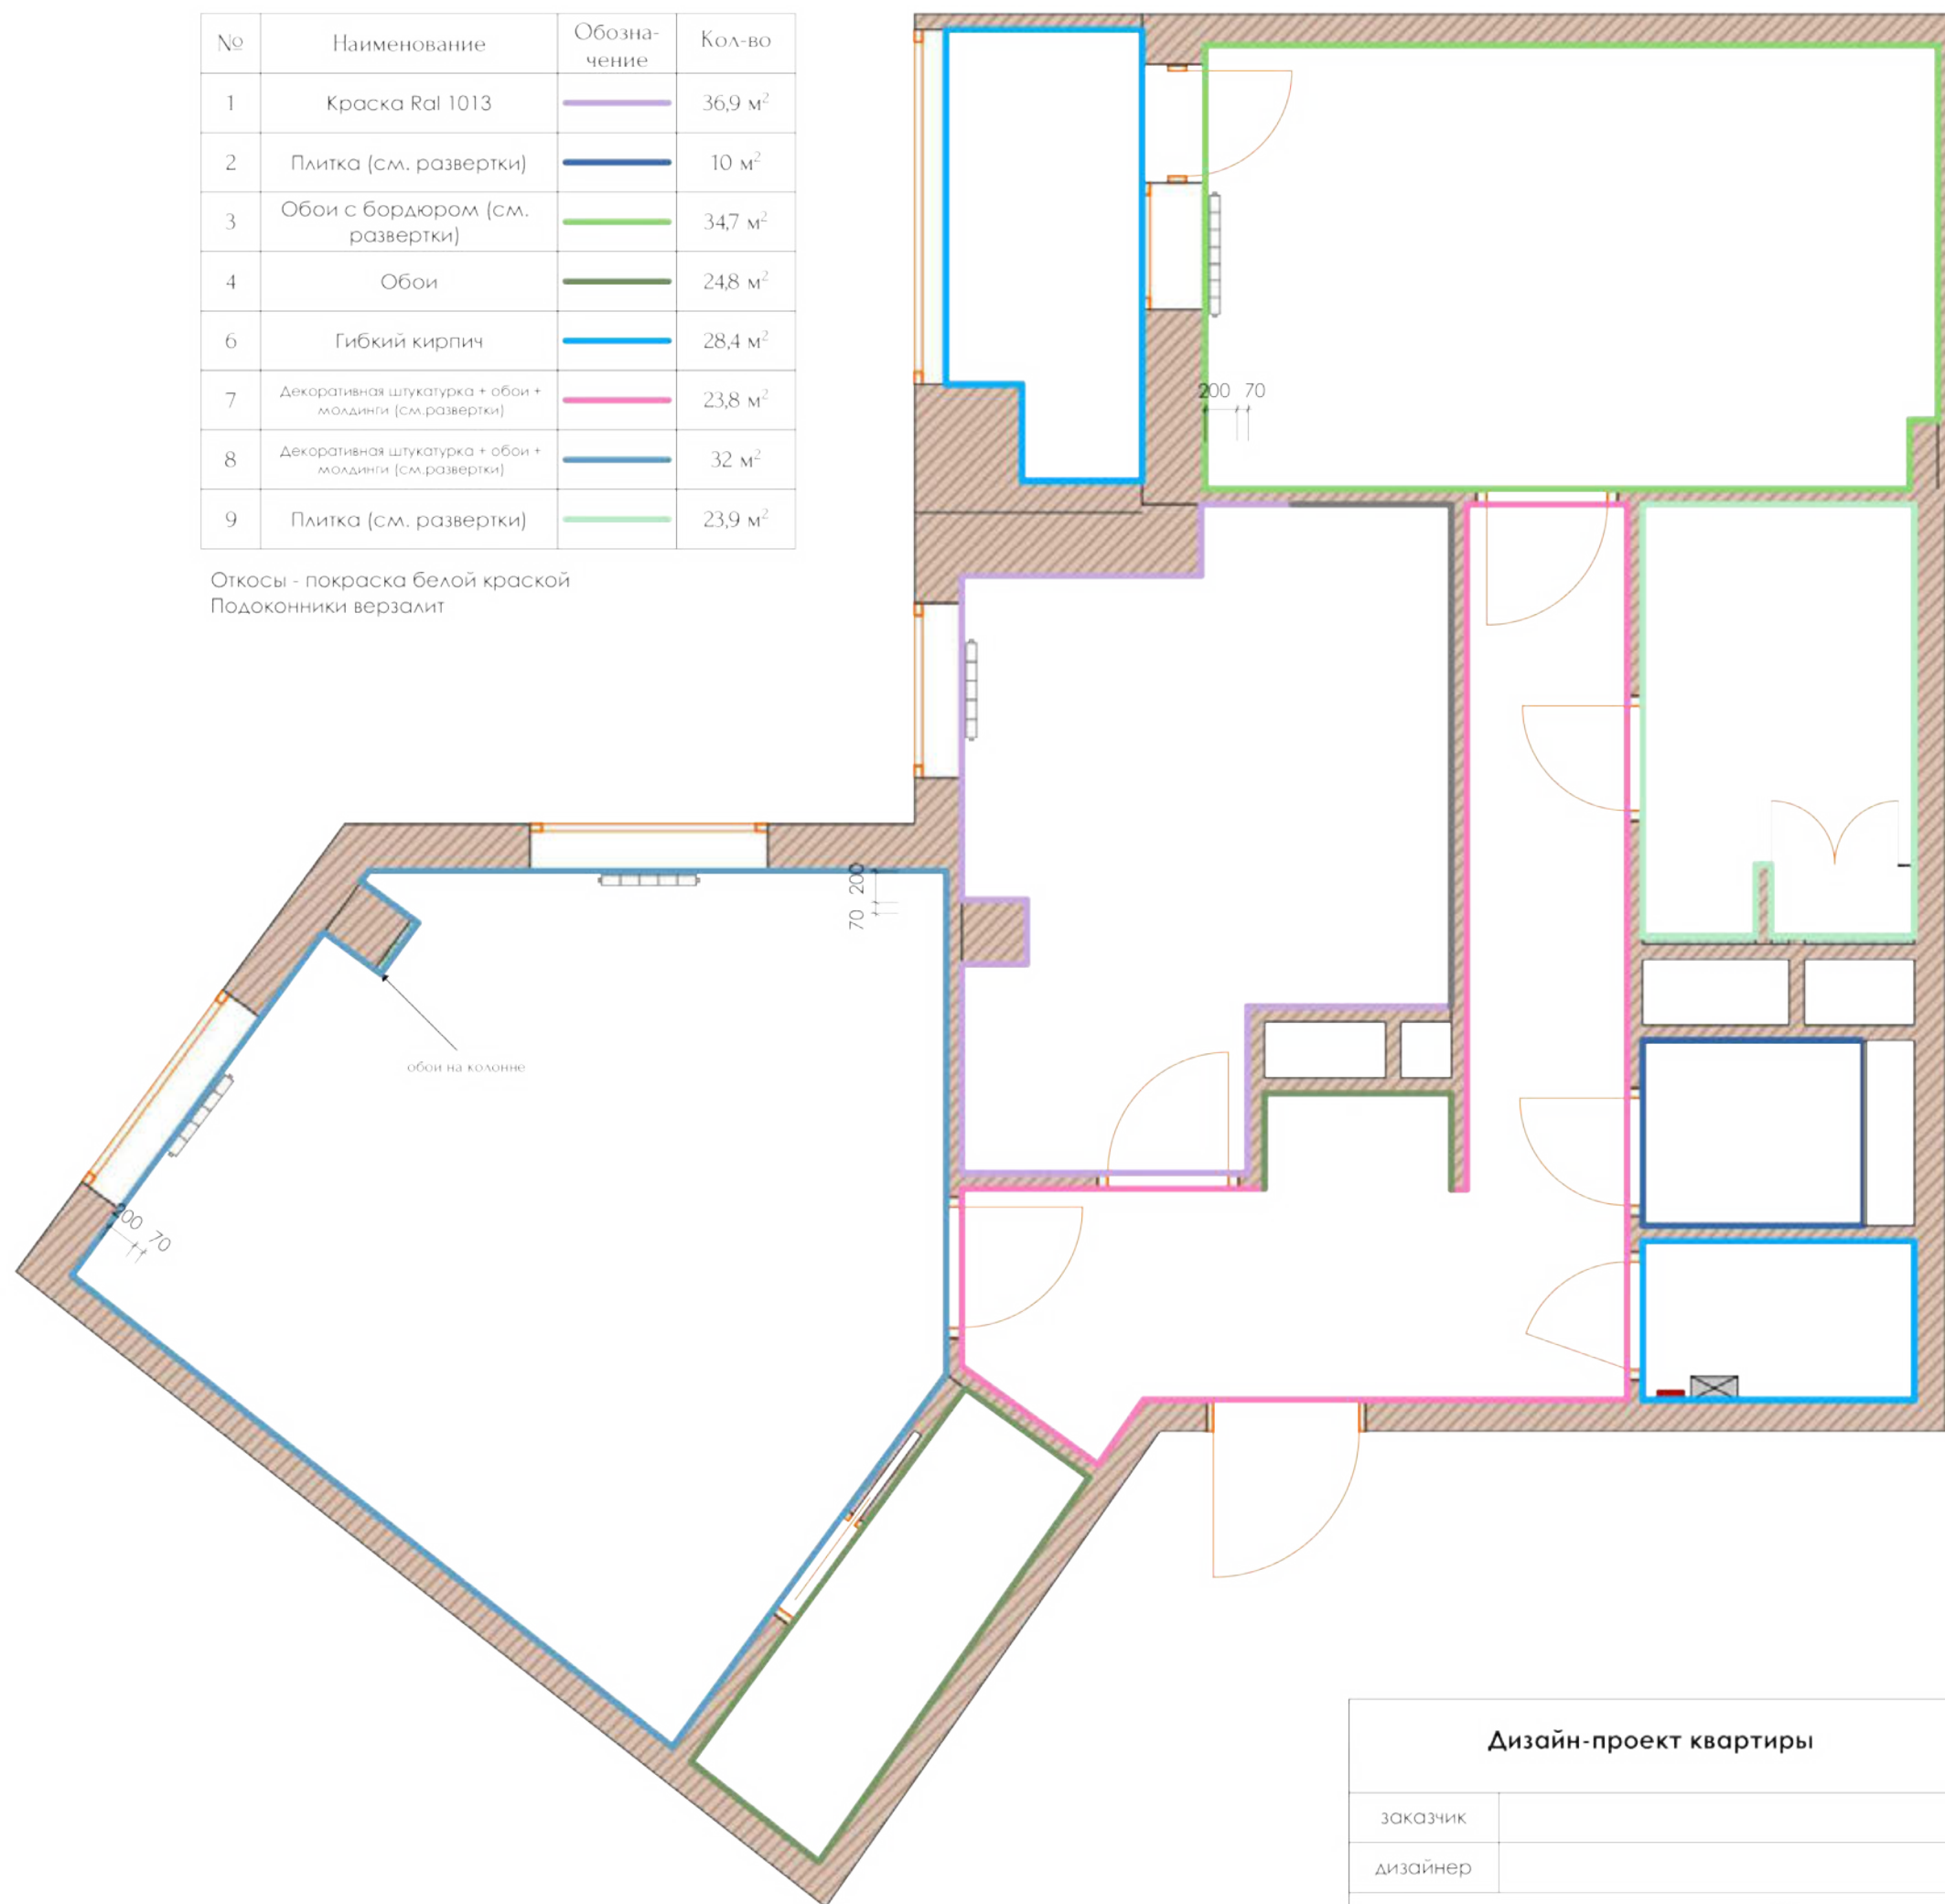 № Наименование Обозна-
чение Кол-во
1 Краска Ral 1013 36,9 м²
2 Плитка (см. развертки) 10 м²
3 Обои с бордюром (см.
развертки) 34,7 м²
4 Обои 24,8 м²
6 Гибкий кирпич 28,4 м²
7 Декоративная штукатурка + обои +
молдинги (см.развертки) 23,8 м²
8 Декоративная штукатурка + обои +
молдинги (см.развертки) 32 м²
9 Плитка (см. развертки) 23,9 м²
Откосы - покраска белой краской
Подоконники верзалит
200 70
70 200
обои на колонне
200 70
Дизайн-проект квартиры
заказчик
дизайнер